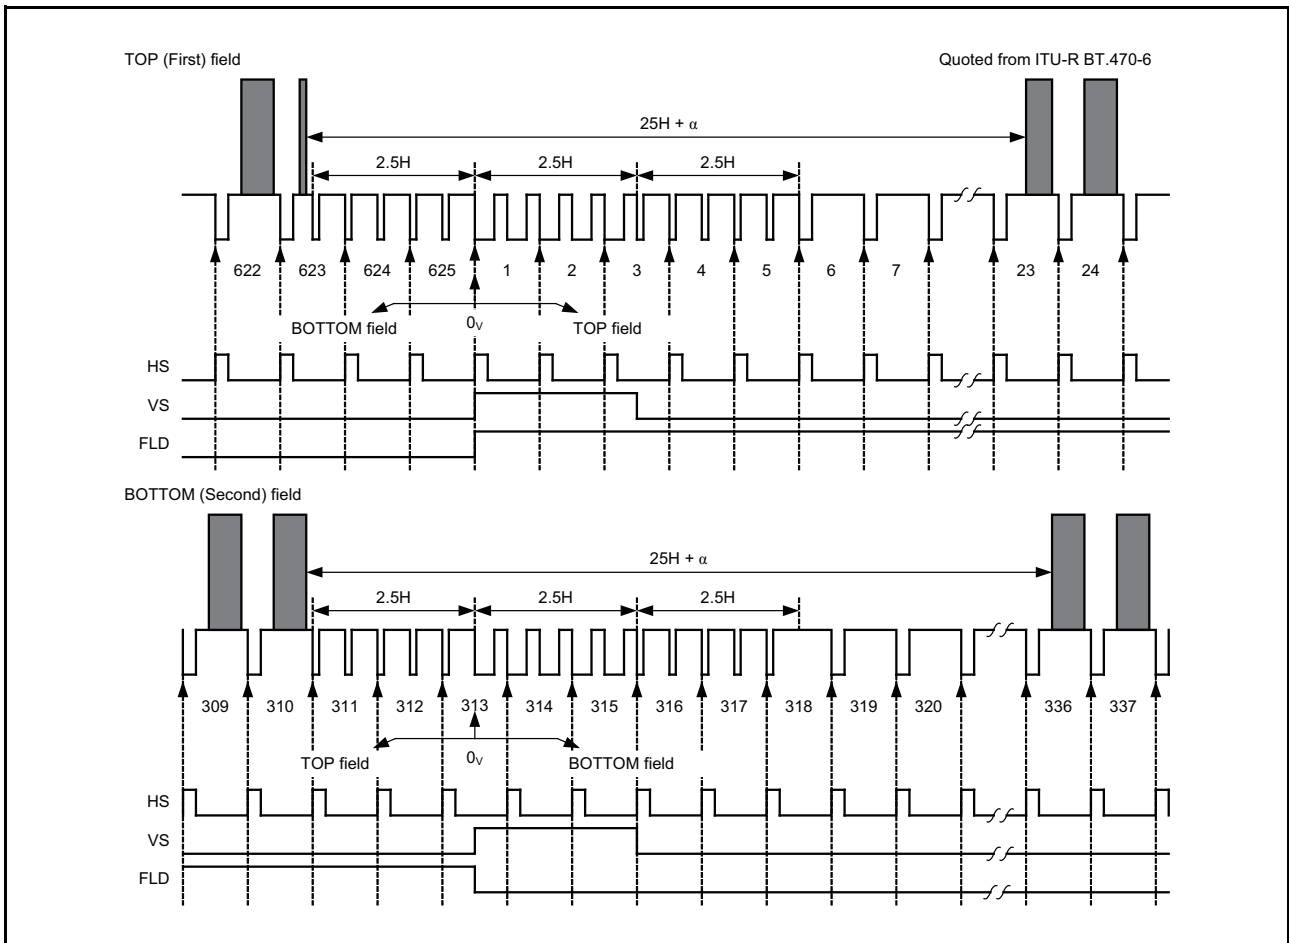 TOP (First) field
Quoted from ITU-R BT.470-6
25H + α
2.5H 2.5H 2.5H
622 623 624 625 1 2 3 4 5 6 7 23 24
BOTTOM field 0V TOP field
HS
VS
FLD
BOTTOM (Second) field
25H + α
2.5H 2.5H 2.5H
309 310 311 312 313 314 315 316 317 318 319 320 336 337
TOP field 0V BOTTOM field
HS
VS
FLD